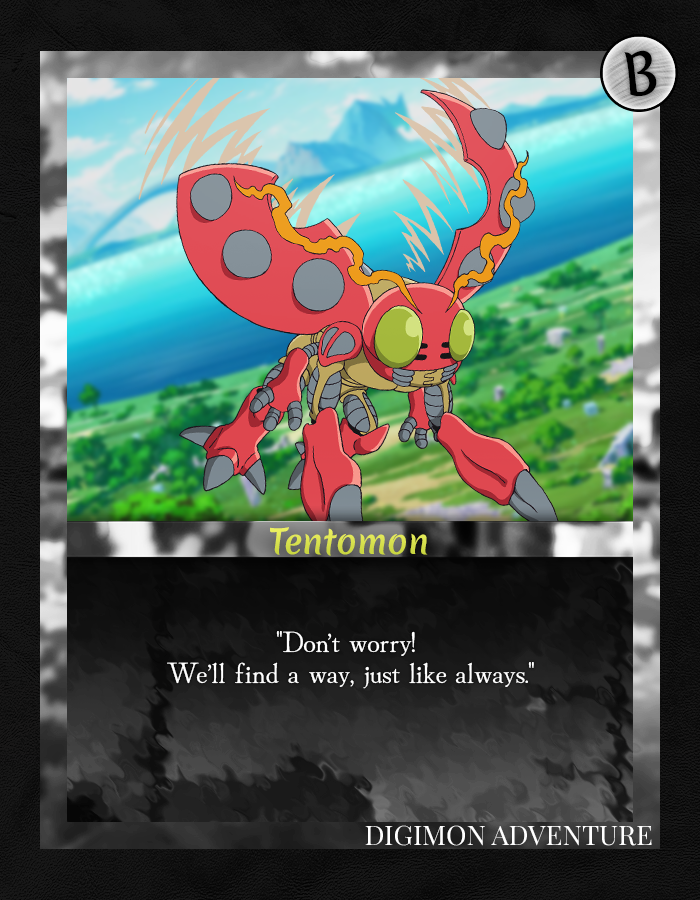 B
Tentomon
"Don't worry!
We'll find a way, just like always."
DIGIMON ADVENTURE